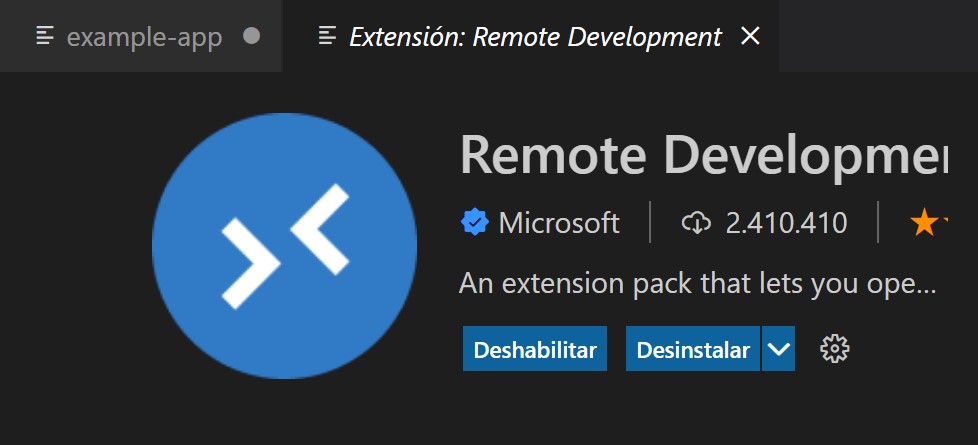 example-app
Extensión: Remote Development
Remote Developmen
Microsoft
2.410.410
An extension pack that lets you ope...
Deshabilitar
Desinstalar